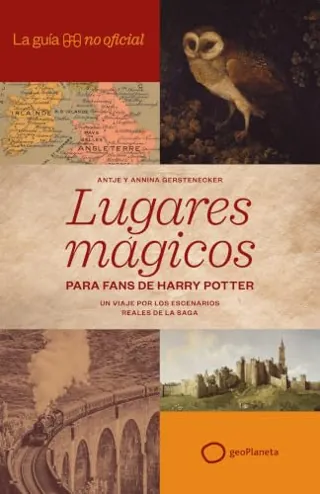 La guía no oficial
IRLANDE
ANGLETERRE
ANTJE Y ANNINA GERSTENECKER
Lugares
mágicos
PARA FANS DE HARRY POTTER
UN VIAJE POR LOS ESCENARIOS
REALES DE LA SAGA
geoPlaneta